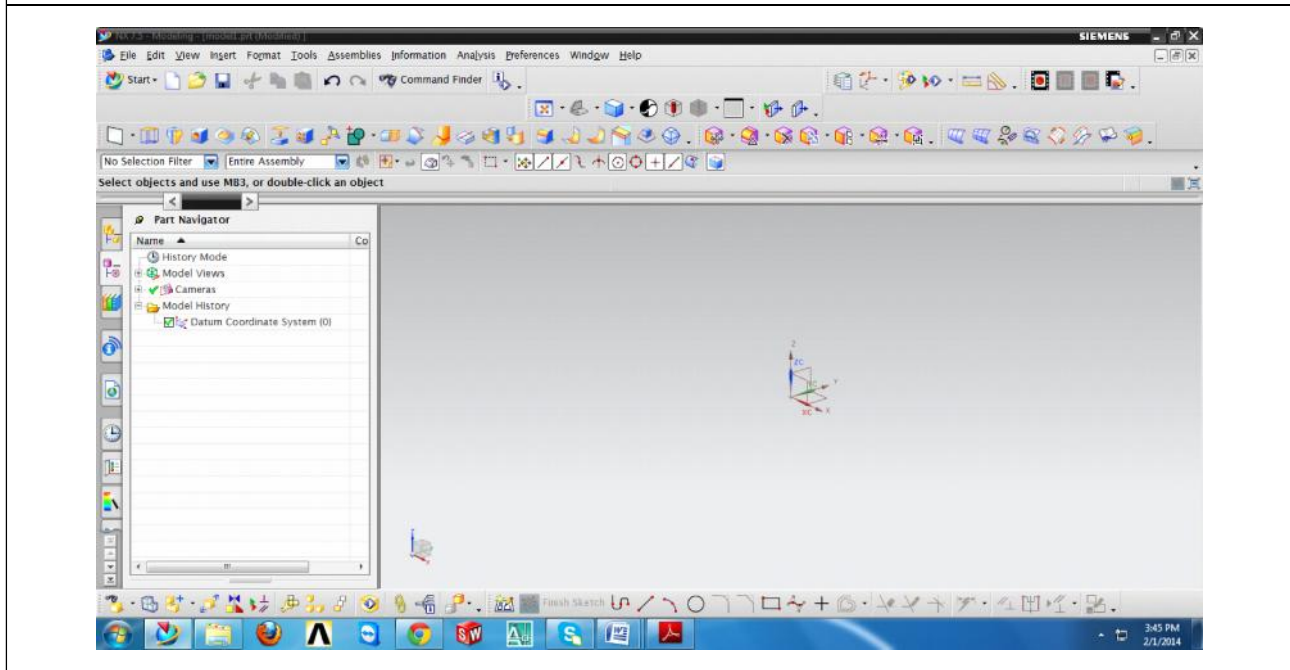 NX 7.5 - Modeling - [model1.prt (Modified) ]
SIEMENS
File Edit View Insert Format Tools Assemblies Information Analysis Preferences Window Help
Start
Command Finder
No Selection Filter
Entire Assembly
Select objects and use MB3, or double-click an object
Part Navigator
Name
Co
History Mode
Model Views
Cameras
Model History
Datum Coordinate System (0)
Z
ZC
Y
XC
X
Finish Sketch
3:45 PM
2/1/2014